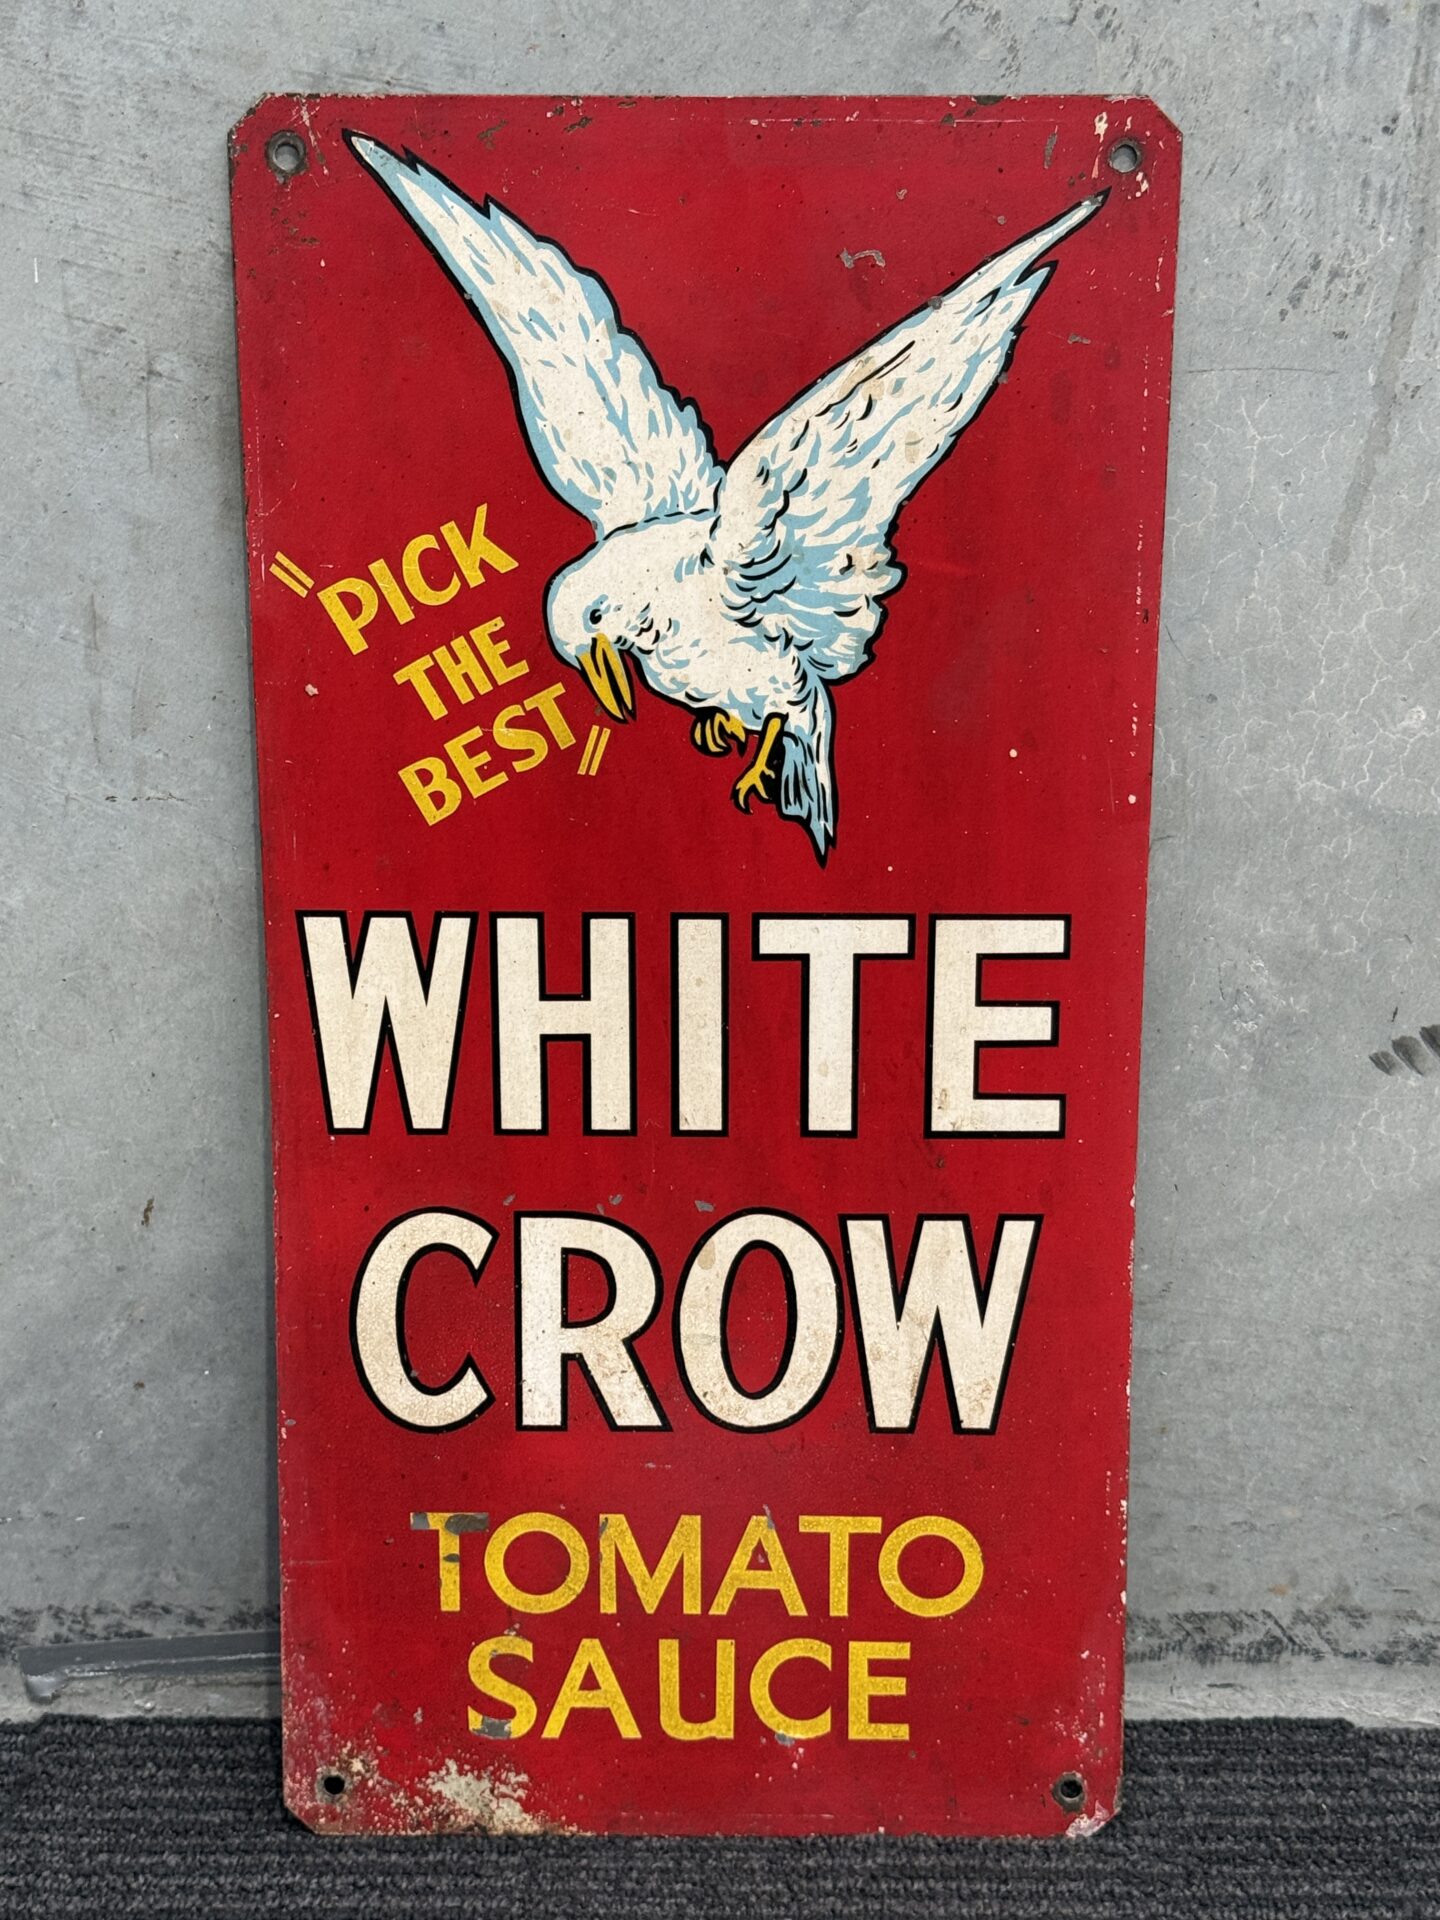 "PICK
THE
BEST"
WHITE
CROW
TOMATO
SAUCE